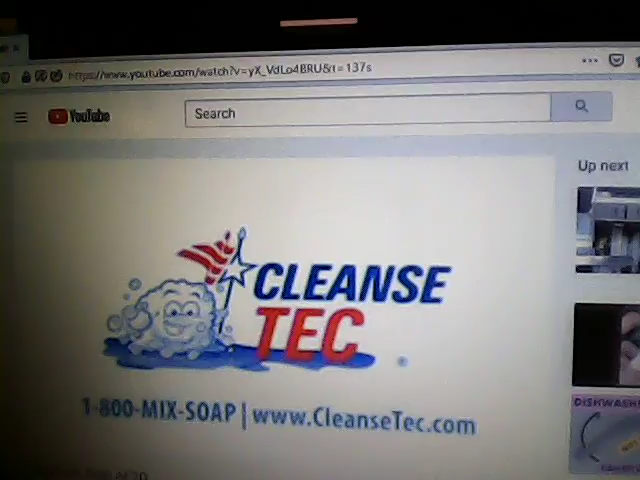 https://www.youtube.com/watch?v=yX_VdLo4BRU&t=137s
YouTube
Search
Up next
CLEANSE
TEC
1-800-MIX-SOAP | www.CleanseTec.com